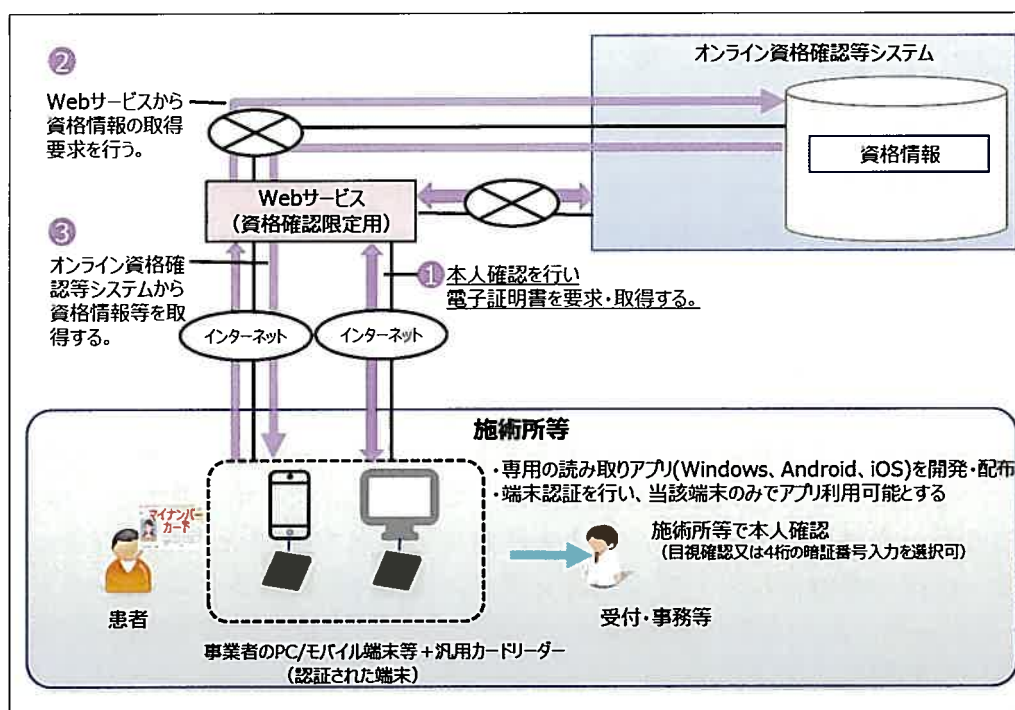 オンライン資格確認等システム
資格情報
❷
Webサービスから
資格情報の取得
要求を行う。
Webサービス
(資格確認限定用)
❸
オンライン資格確
認等システムから
資格情報等を取
得する。
❶本人確認を行い
電子証明書を要求・取得する。
インターネット
インターネット
施術所等
・専用の読み取りアプリ(Windows、Android、iOS)を開発・配布
・端末認証を行い、当該端末のみでアプリ利用可能とする
マイナンバー
カード
施術所等で本人確認
(目視確認又は4桁の暗証番号入力を選択可)
患者
受付・事務等
事業者のPC/モバイル端末等+汎用カードリーダー
(認証された端末)